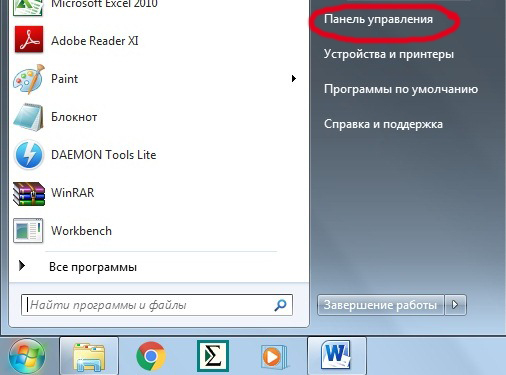 Microsoft Excel 2010
Adobe Reader XI
Paint
Блокнот
DAEMON Tools Lite
WinRAR
Workbench
Все программы
Найти программы и файлы
Панель управления
Устройства и принтеры
Программы по умолчанию
Справка и поддержка
Завершение работы